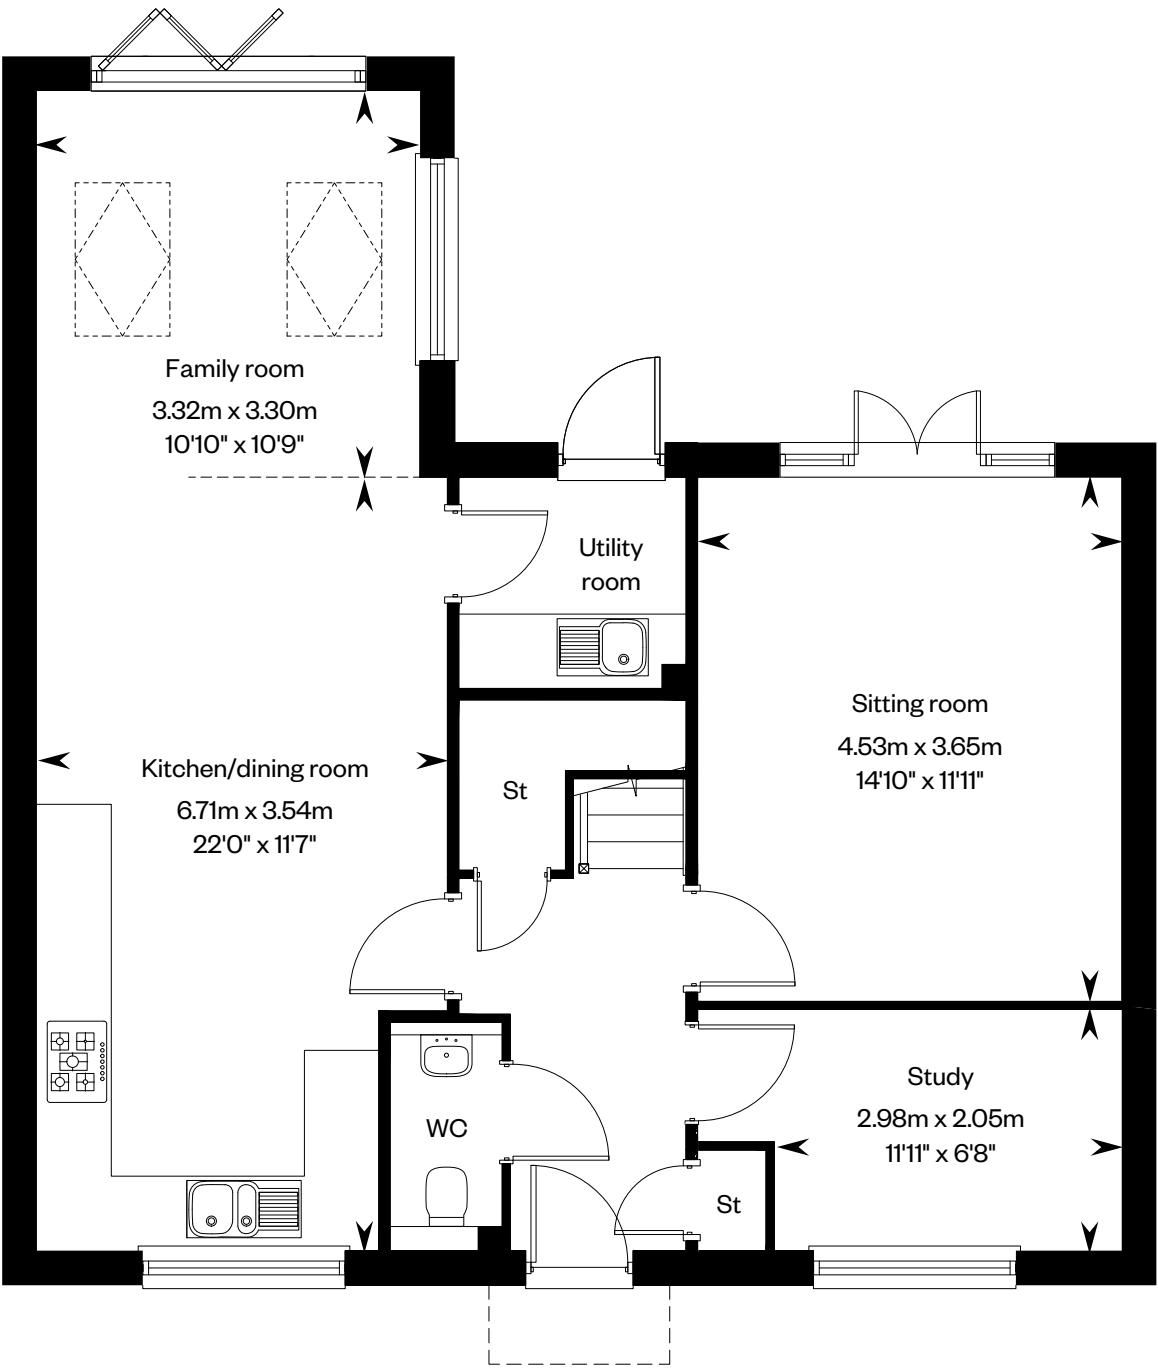 Family room
3.32m x 3.30m
10'10" x 10'9"
Utility
room
Sitting room
4.53m x 3.65m
14'10" x 11'11"
Kitchen/dining room
6.71m x 3.54m
22'0" x 11'7"
St
Study
2.98m x 2.05m
11'11" x 6'8"
WC
St